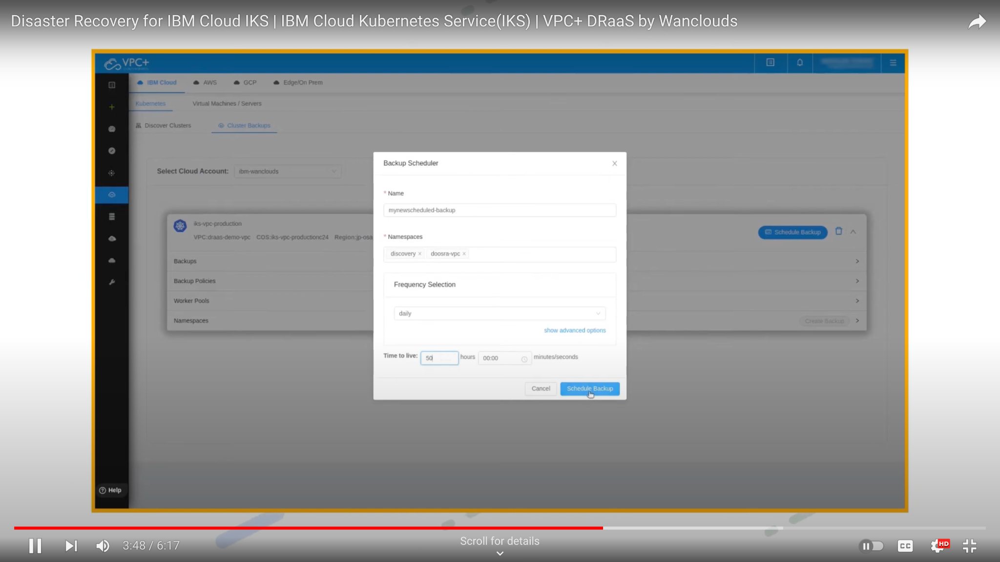 Disaster Recovery for IBM Cloud IKS | IBM Cloud Kubernetes Service(IKS) | VPC+ DRaaS by Wanclouds
VPC+
IBM Cloud AWS GCP Edge/On Prem
Kubernetes Virtual Machines / Servers
Discover Clusters Cluster Backups
Select Cloud Account: ibm-wanclouds
iks-vpc-production
VPC:draas-demo-vpc COS:iks-vpc-productionc24 Region:jp-osa
Schedule Backup
Backups
Backup Policies
Worker Pools
Namespaces
Create Backup
Backup Scheduler
* Name
mynewscheduled-backup
* Namespaces
discovery × doosra-vpc ×
Frequency Selection
daily
show advanced options
Time to live: 50 hours 00:00 minutes/seconds
Cancel Schedule Backup
Help
3:48 / 6:17
Scroll for details
CC
HD